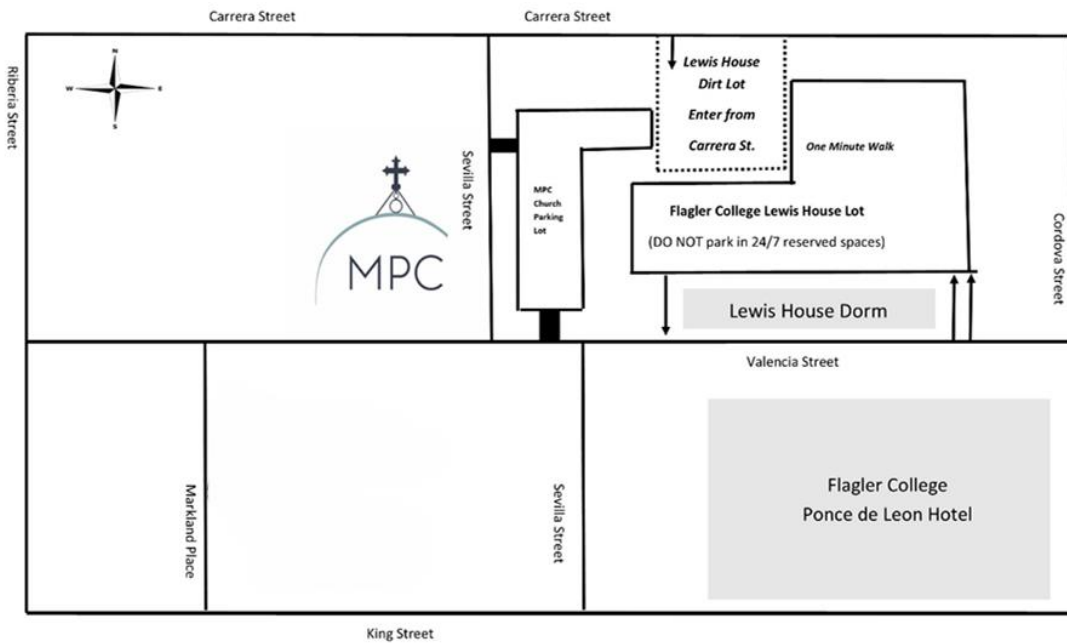 Carrera Street
Carrera Street
Riberia Street
N
W
E
S
Sevilla Street
MPC
MPC
Church
Parking
Lot
Lewis House
Dirt Lot
Enter from
Carrera St.
One Minute Walk
Flagler College Lewis House Lot
(DO NOT park in 24/7 reserved spaces)
Cordova Street
Lewis House Dorm
Valencia Street
Markland Place
Sevilla Street
Flagler College
Ponce de Leon Hotel
King Street